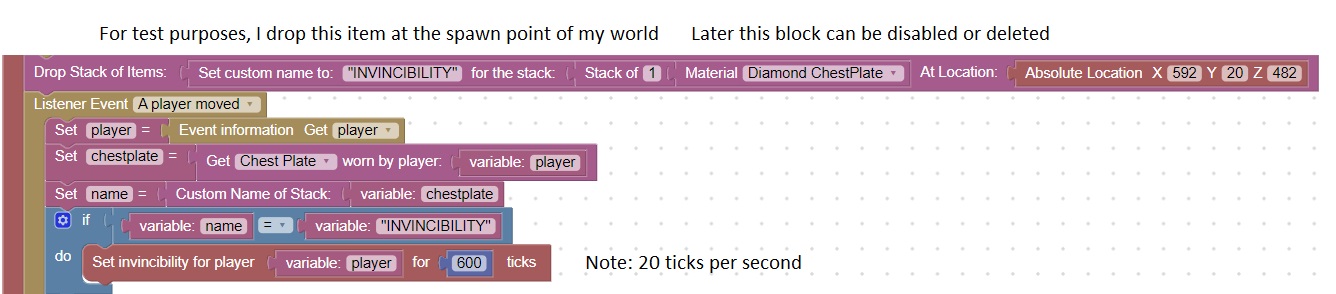 For test purposes, I drop this item at the spawn point of my world Later this block can be disabled or deleted
Drop Stack of Items: Set custom name to: "INVINCIBILITY" for the stack: Stack of 1 Material Diamond ChestPlate At Location: Absolute Location X 592 Y 20 Z 482
Listener Event A player moved
Set player = Event information Get player
Set chestplate = Get Chest Plate worn by player: variable: player
Set name = Custom Name of Stack: variable: chestplate
if variable: name = variable: "INVINCIBILITY"
do Set invincibility for player variable: player for 600 ticks Note: 20 ticks per second